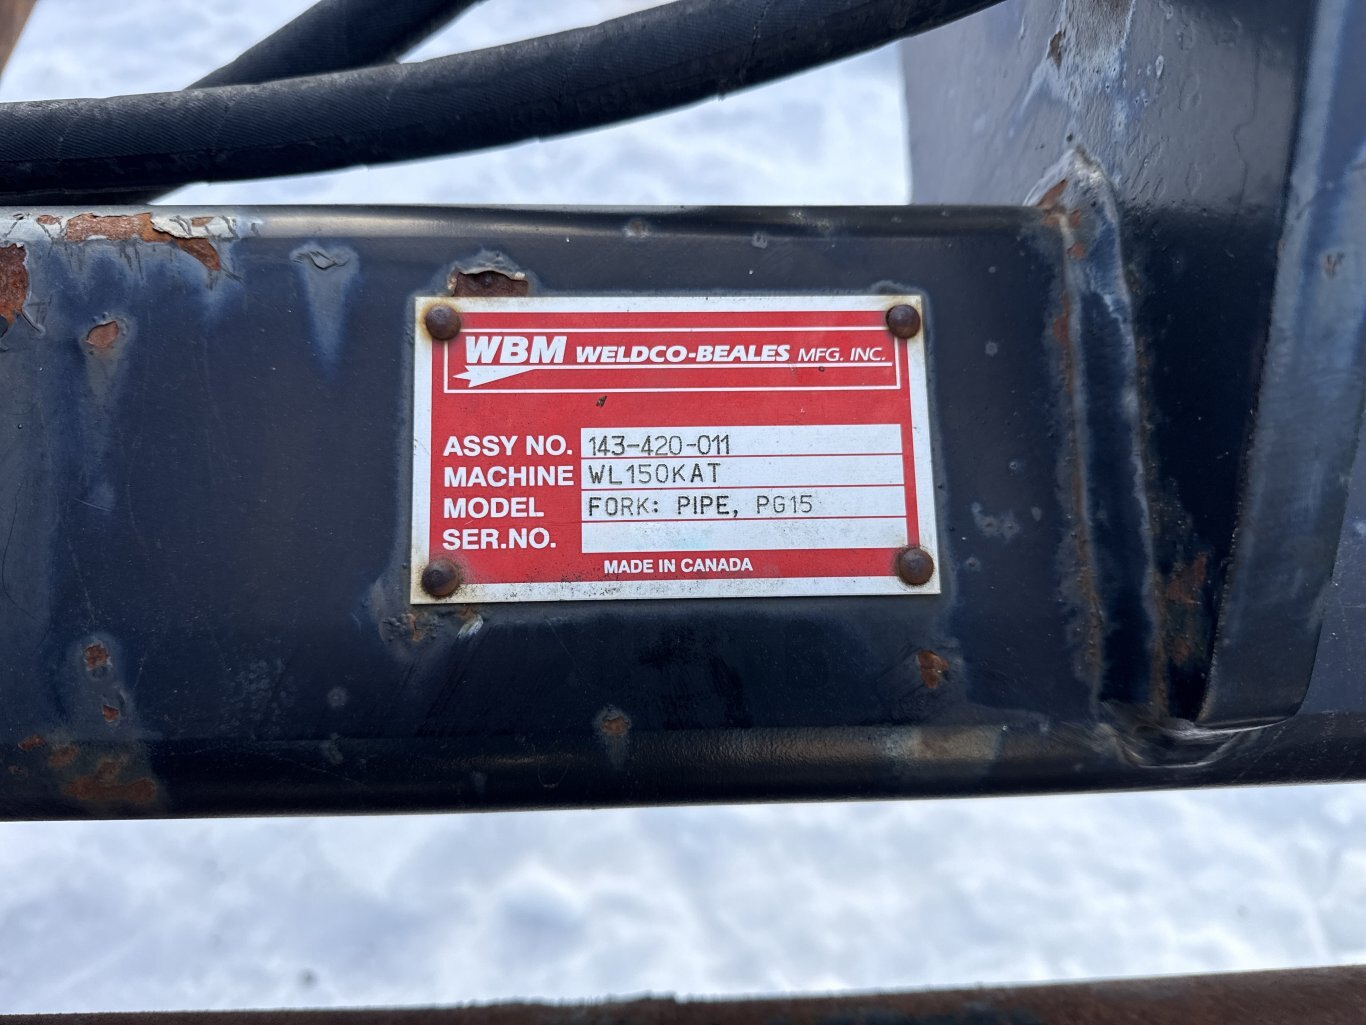 WBM WELDCO-BEALES MFG. INC.
ASSY NO. 143-420-011
MACHINE WL150KAT
MODEL FORK: PIPE, PG15
SER.NO.
MADE IN CANADA